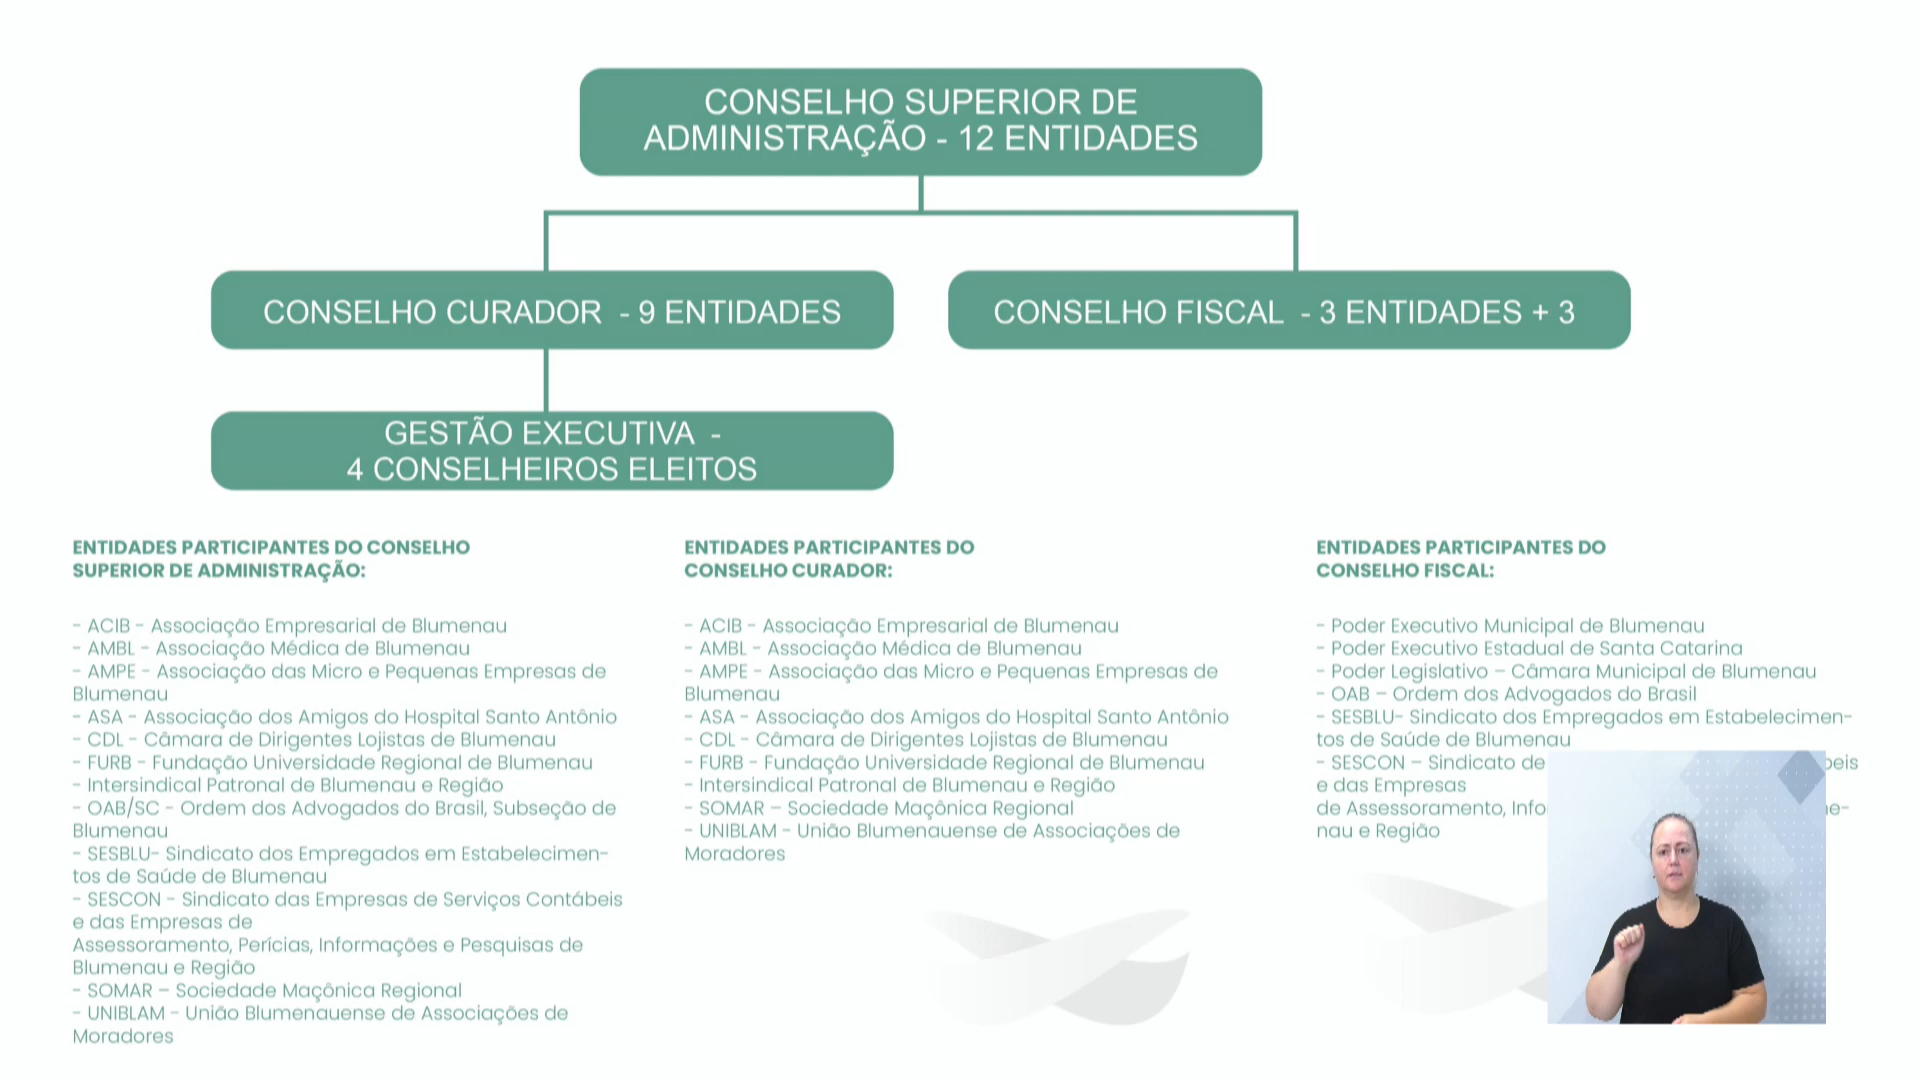 CONSELHO SUPERIOR DE
ADMINISTRAÇÃO - 12 ENTIDADES
CONSELHO CURADOR - 9 ENTIDADES
CONSELHO FISCAL - 3 ENTIDADES + 3
GESTÃO EXECUTIVA -
4 CONSELHEIROS ELEITOS
ENTIDADES PARTICIPANTES DO CONSELHO
SUPERIOR DE ADMINISTRAÇÃO:
- ACIB - Associação Empresarial de Blumenau
- AMBL - Associação Médica de Blumenau
- AMPE - Associação das Micro e Pequenas Empresas de
Blumenau
- ASA - Associação dos Amigos do Hospital Santo Antônio
- CDL - Câmara de Dirigentes Lojistas de Blumenau
- FURB - Fundação Universidade Regional de Blumenau
- Intersindical Patronal de Blumenau e Região
- OAB/SC - Ordem dos Advogados do Brasil, Subseção de
Blumenau
- SESBLU- Sindicato dos Empregados em Estabelecimen-
tos de Saúde de Blumenau
- SESCON - Sindicato das Empresas de Serviços Contábeis
e das Empresas de
Assessoramento, Perícias, Informações e Pesquisas de
Blumenau e Região
- SOMAR – Sociedade Maçônica Regional
- UNIBLAM - União Blumenauense de Associações de
Moradores
ENTIDADES PARTICIPANTES DO
CONSELHO CURADOR:
- ACIB - Associação Empresarial de Blumenau
- AMBL - Associação Médica de Blumenau
- AMPE - Associação das Micro e Pequenas Empresas de
Blumenau
- ASA - Associação dos Amigos do Hospital Santo Antônio
- CDL - Câmara de Dirigentes Lojistas de Blumenau
- FURB - Fundação Universidade Regional de Blumenau
- Intersindical Patronal de Blumenau e Região
- SOMAR – Sociedade Maçônica Regional
- UNIBLAM - União Blumenauense de Associações de
Moradores
ENTIDADES PARTICIPANTES DO
CONSELHO FISCAL:
- Poder Executivo Municipal de Blumenau
- Poder Executivo Estadual de Santa Catarina
- Poder Legislativo – Câmara Municipal de Blumenau
- OAB – Ordem dos Advogados do Brasil
- SESBLU- Sindicato dos Empregados em Estabelecimen-
tos de Saúde de Blumenau
- SESCON – Sindicato de
e das Empresas
de Assessoramento,
nau e Região